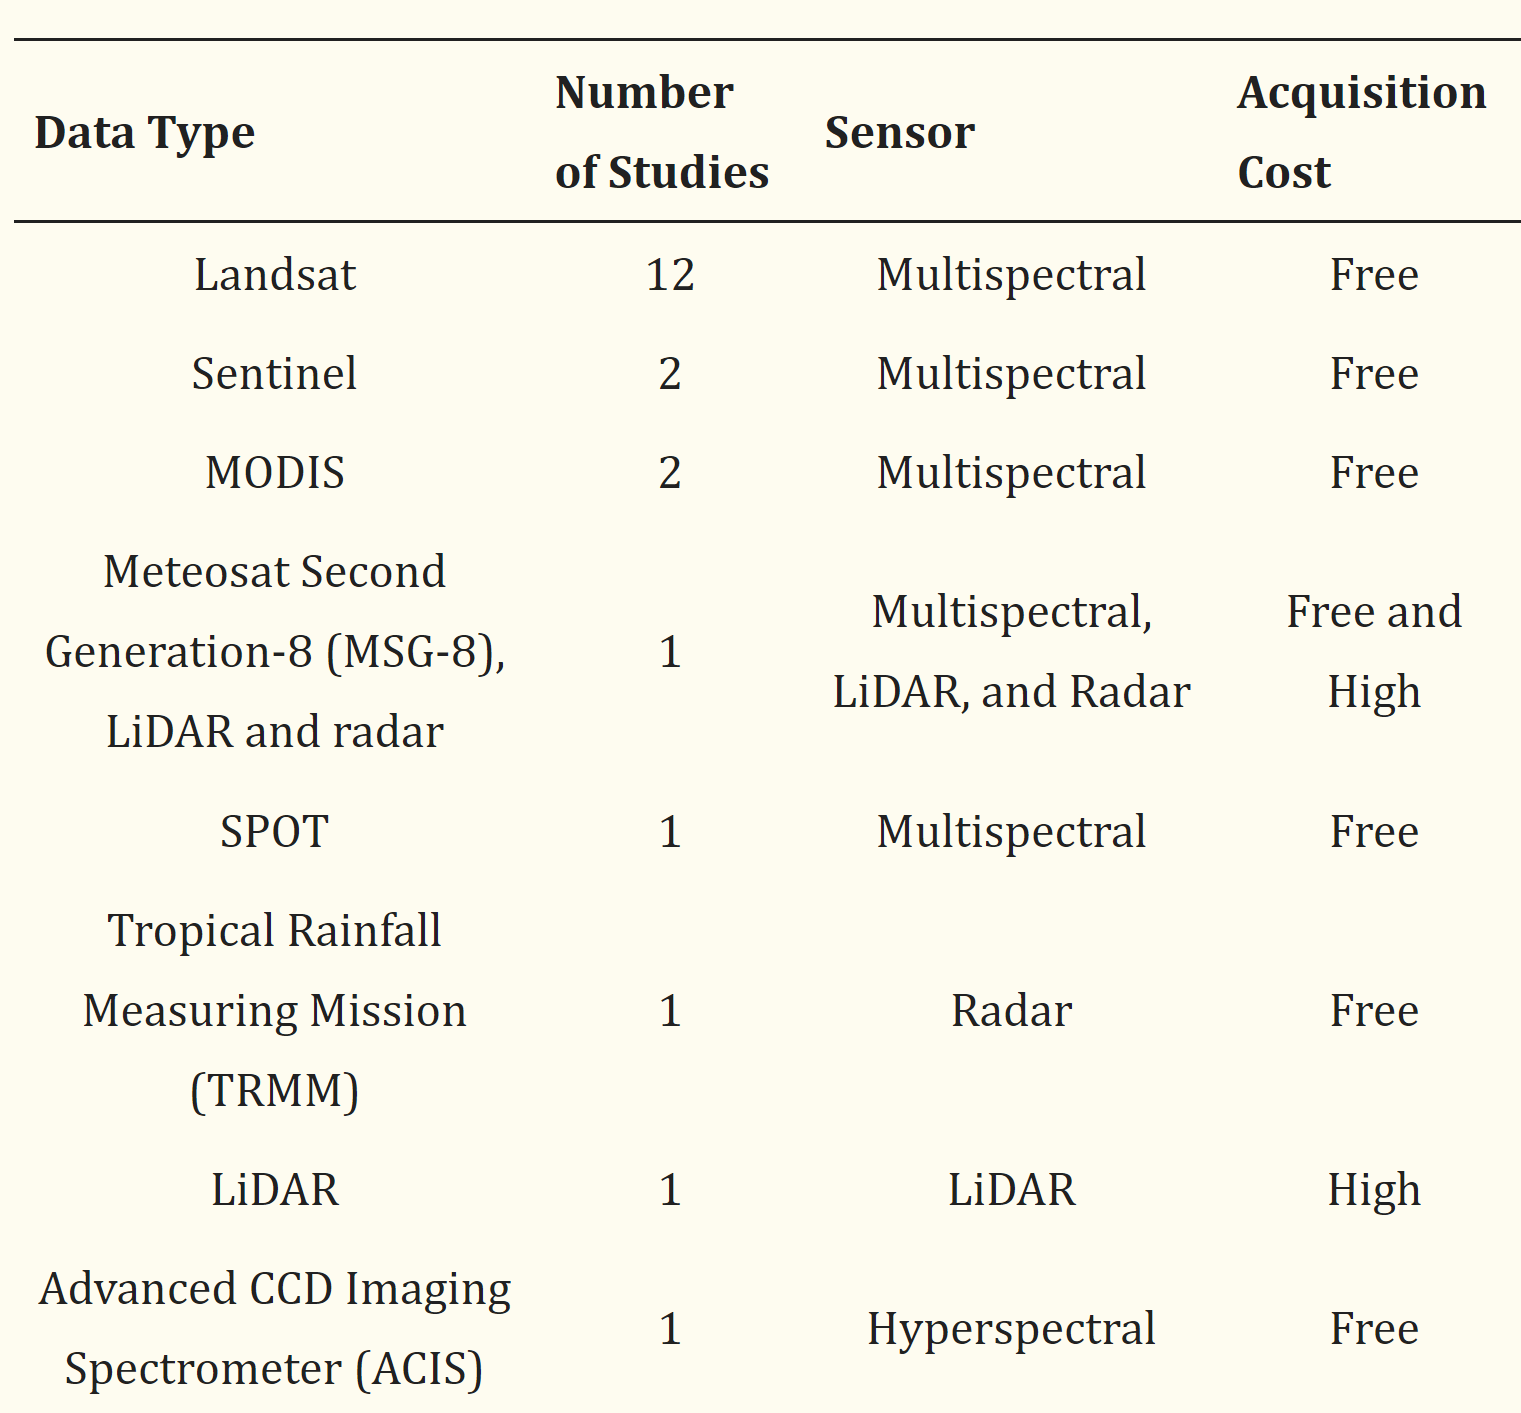 Data Type Number of Studies Sensor Acquisition Cost
Landsat 12 Multispectral Free
Sentinel 2 Multispectral Free
MODIS 2 Multispectral Free
Meteosat Second
Generation-8 (MSG-8),
LiDAR and radar
1
Multispectral,
LiDAR, and Radar
Free and
High
SPOT 1 Multispectral Free
Tropical Rainfall
Measuring Mission
(TRMM)
1 Radar Free
LiDAR 1 LiDAR High
Advanced CCD Imaging
Spectrometer (ACIS)
1 Hyperspectral Free